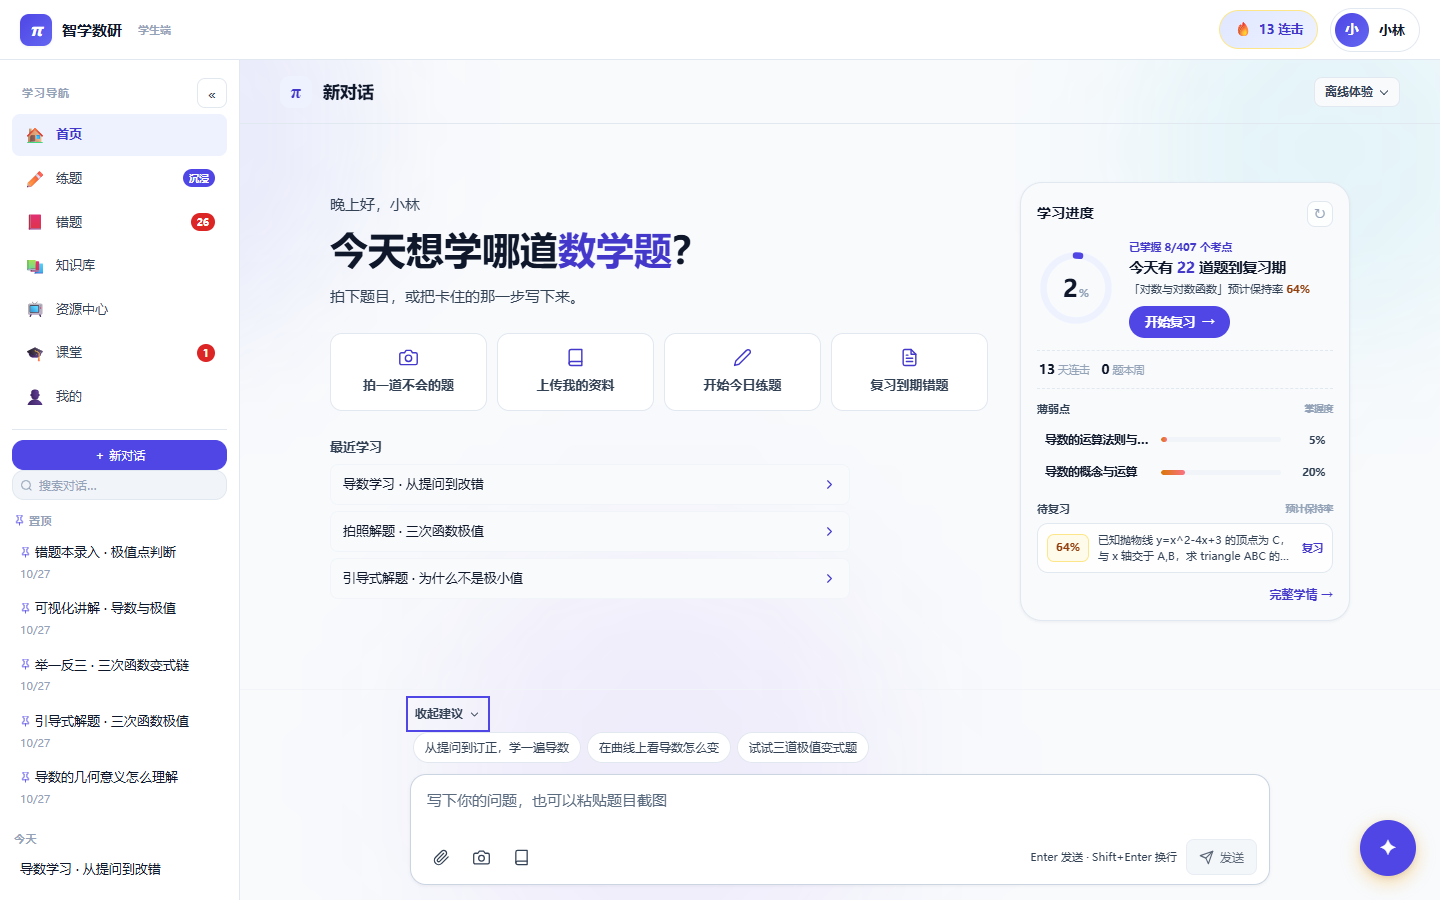 π 智学数研 学生端
13 连击
小 小林
学习导航 «
首页
练题 沉浸
错题 26
知识库
资源中心
课堂 1
我的
+ 新对话
搜索对话...
置顶
错题本录入 · 极值点判断
10/27
可视化讲解 · 导数与极值
10/27
举一反三 · 三次函数变式链
10/27
引导式解题 · 三次函数极值
10/27
导数的几何意义怎么理解
10/27
今天
导数学习 · 从提问到改错
π 新对话
离线体验
晚上好，小林
今天想学哪道数学题？
拍下题目，或把卡住的那一步写下来。
拍一道不会的题
上传我的资料
开始今日练题
复习到期错题
最近学习
导数学习 · 从提问到改错
拍照解题 · 三次函数极值
引导式解题 · 为什么不是极小值
学习进度
2%
已掌握 8/407 个考点
今天有 22 道题到复习期
「对数与对数函数」预计保持率 64%
开始复习 →
13 天连击 0 题本周
薄弱点 掌握度
导数的运算法则与... 5%
导数的概念与运算 20%
待复习 预计保持率
64%
已知抛物线 y=x^2-4x+3 的顶点为 C，
与 x 轴交于 A,B，求 triangle ABC 的...
复习
完整学情 →
收起建议
从提问到订正，学一遍导数
在曲线上看导数怎么变
试试三道极值变式题
写下你的问题，也可以粘贴题目截图
Enter 发送 · Shift+Enter 换行
发送